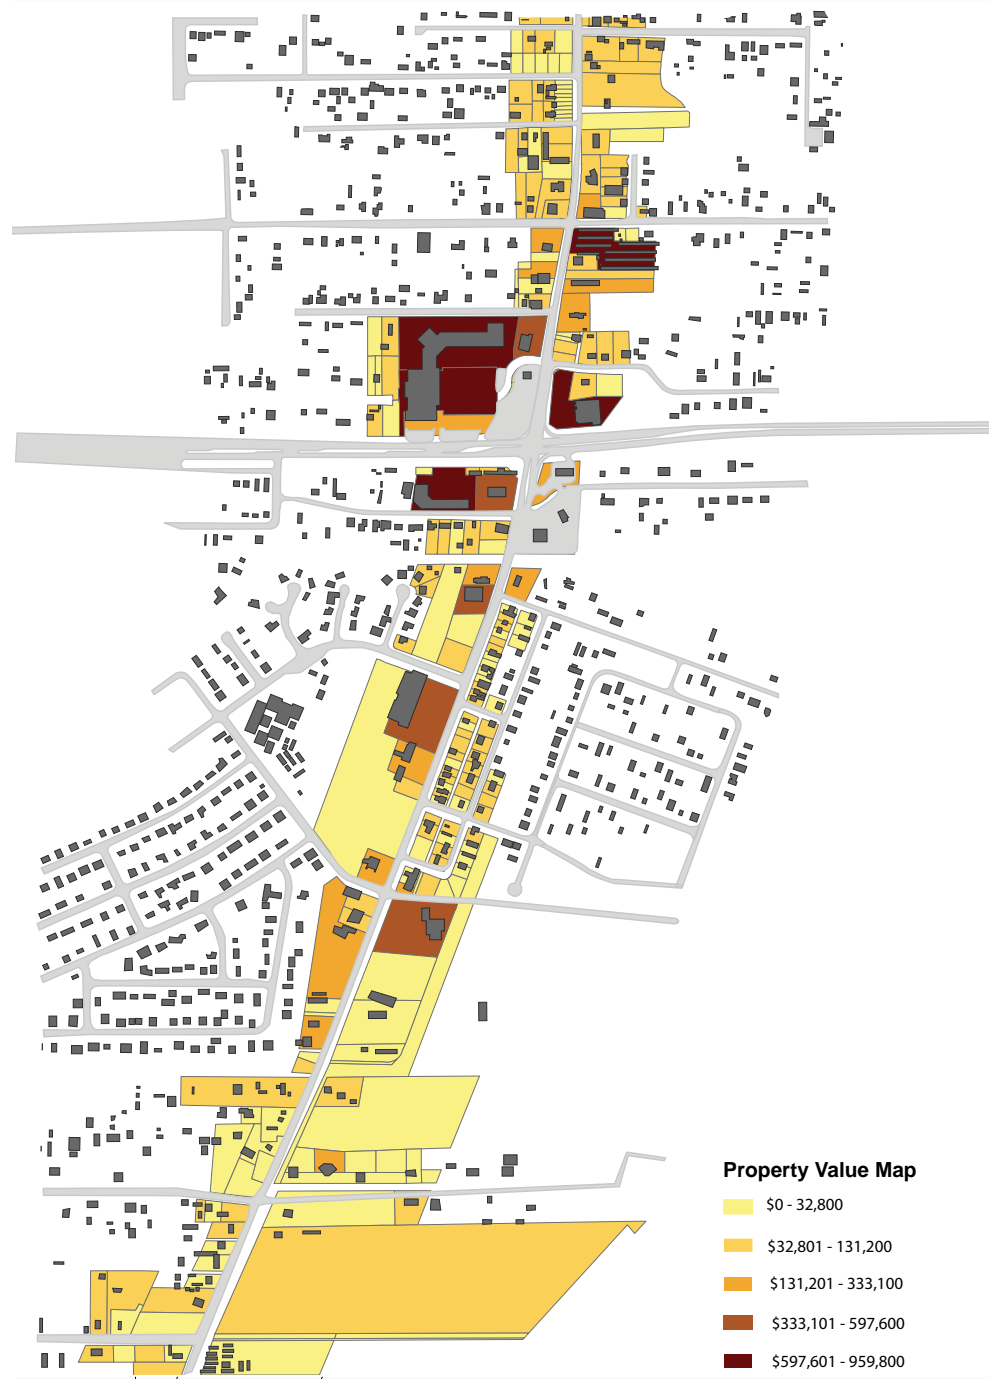 Property Value Map
$0 - 32,800
$32,801 - 131,200
$131,201 - 333,100
$333,101 - 597,600
$597,601 - 959,800